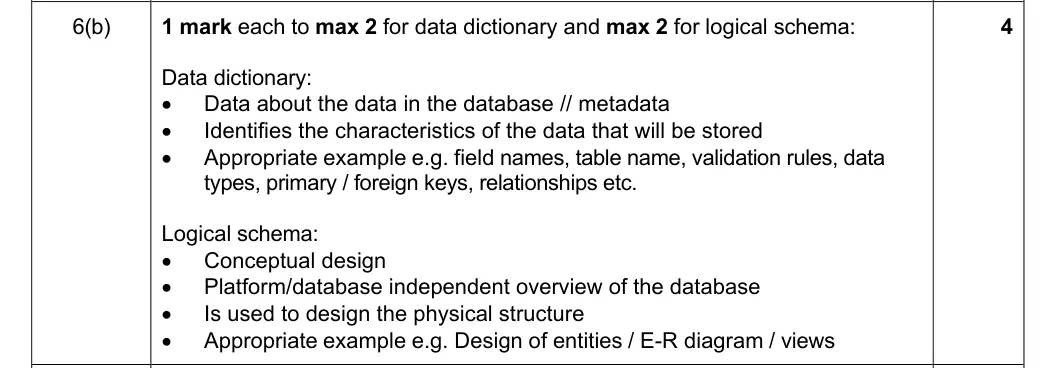 6(b)
1 mark each to max 2 for data dictionary and max 2 for logical schema:
4
Data dictionary:
• Data about the data in the database // metadata
• Identifies the characteristics of the data that will be stored
• Appropriate example e.g. field names, table name, validation rules, data
types, primary / foreign keys, relationships etc.
Logical schema:
• Conceptual design
• Platform/database independent overview of the database
• Is used to design the physical structure
• Appropriate example e.g. Design of entities / E-R diagram / views